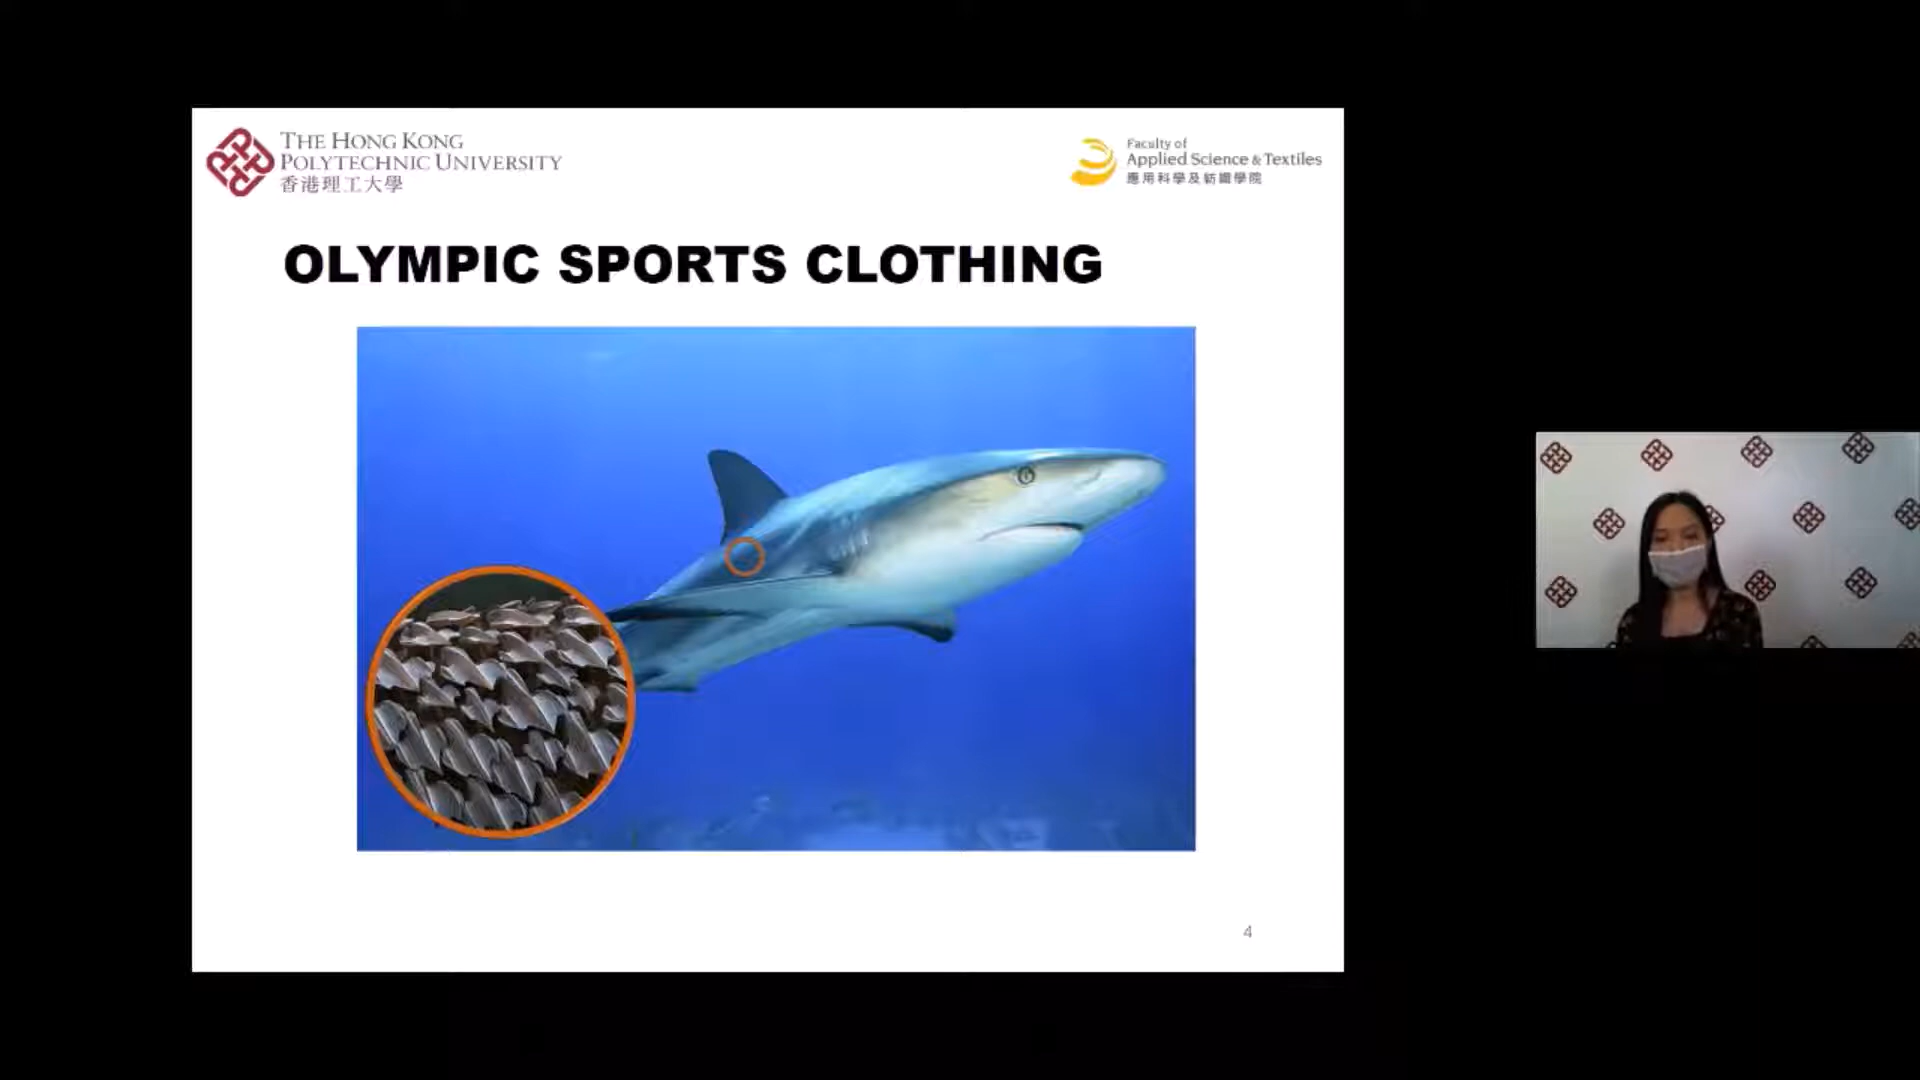 THE HONG KONG
POLYTECHNIC UNIVERSITY
香港理工大學
Faculty of
Applied Science & Textiles
應用科學及紡織學院
OLYMPIC SPORTS CLOTHING
4